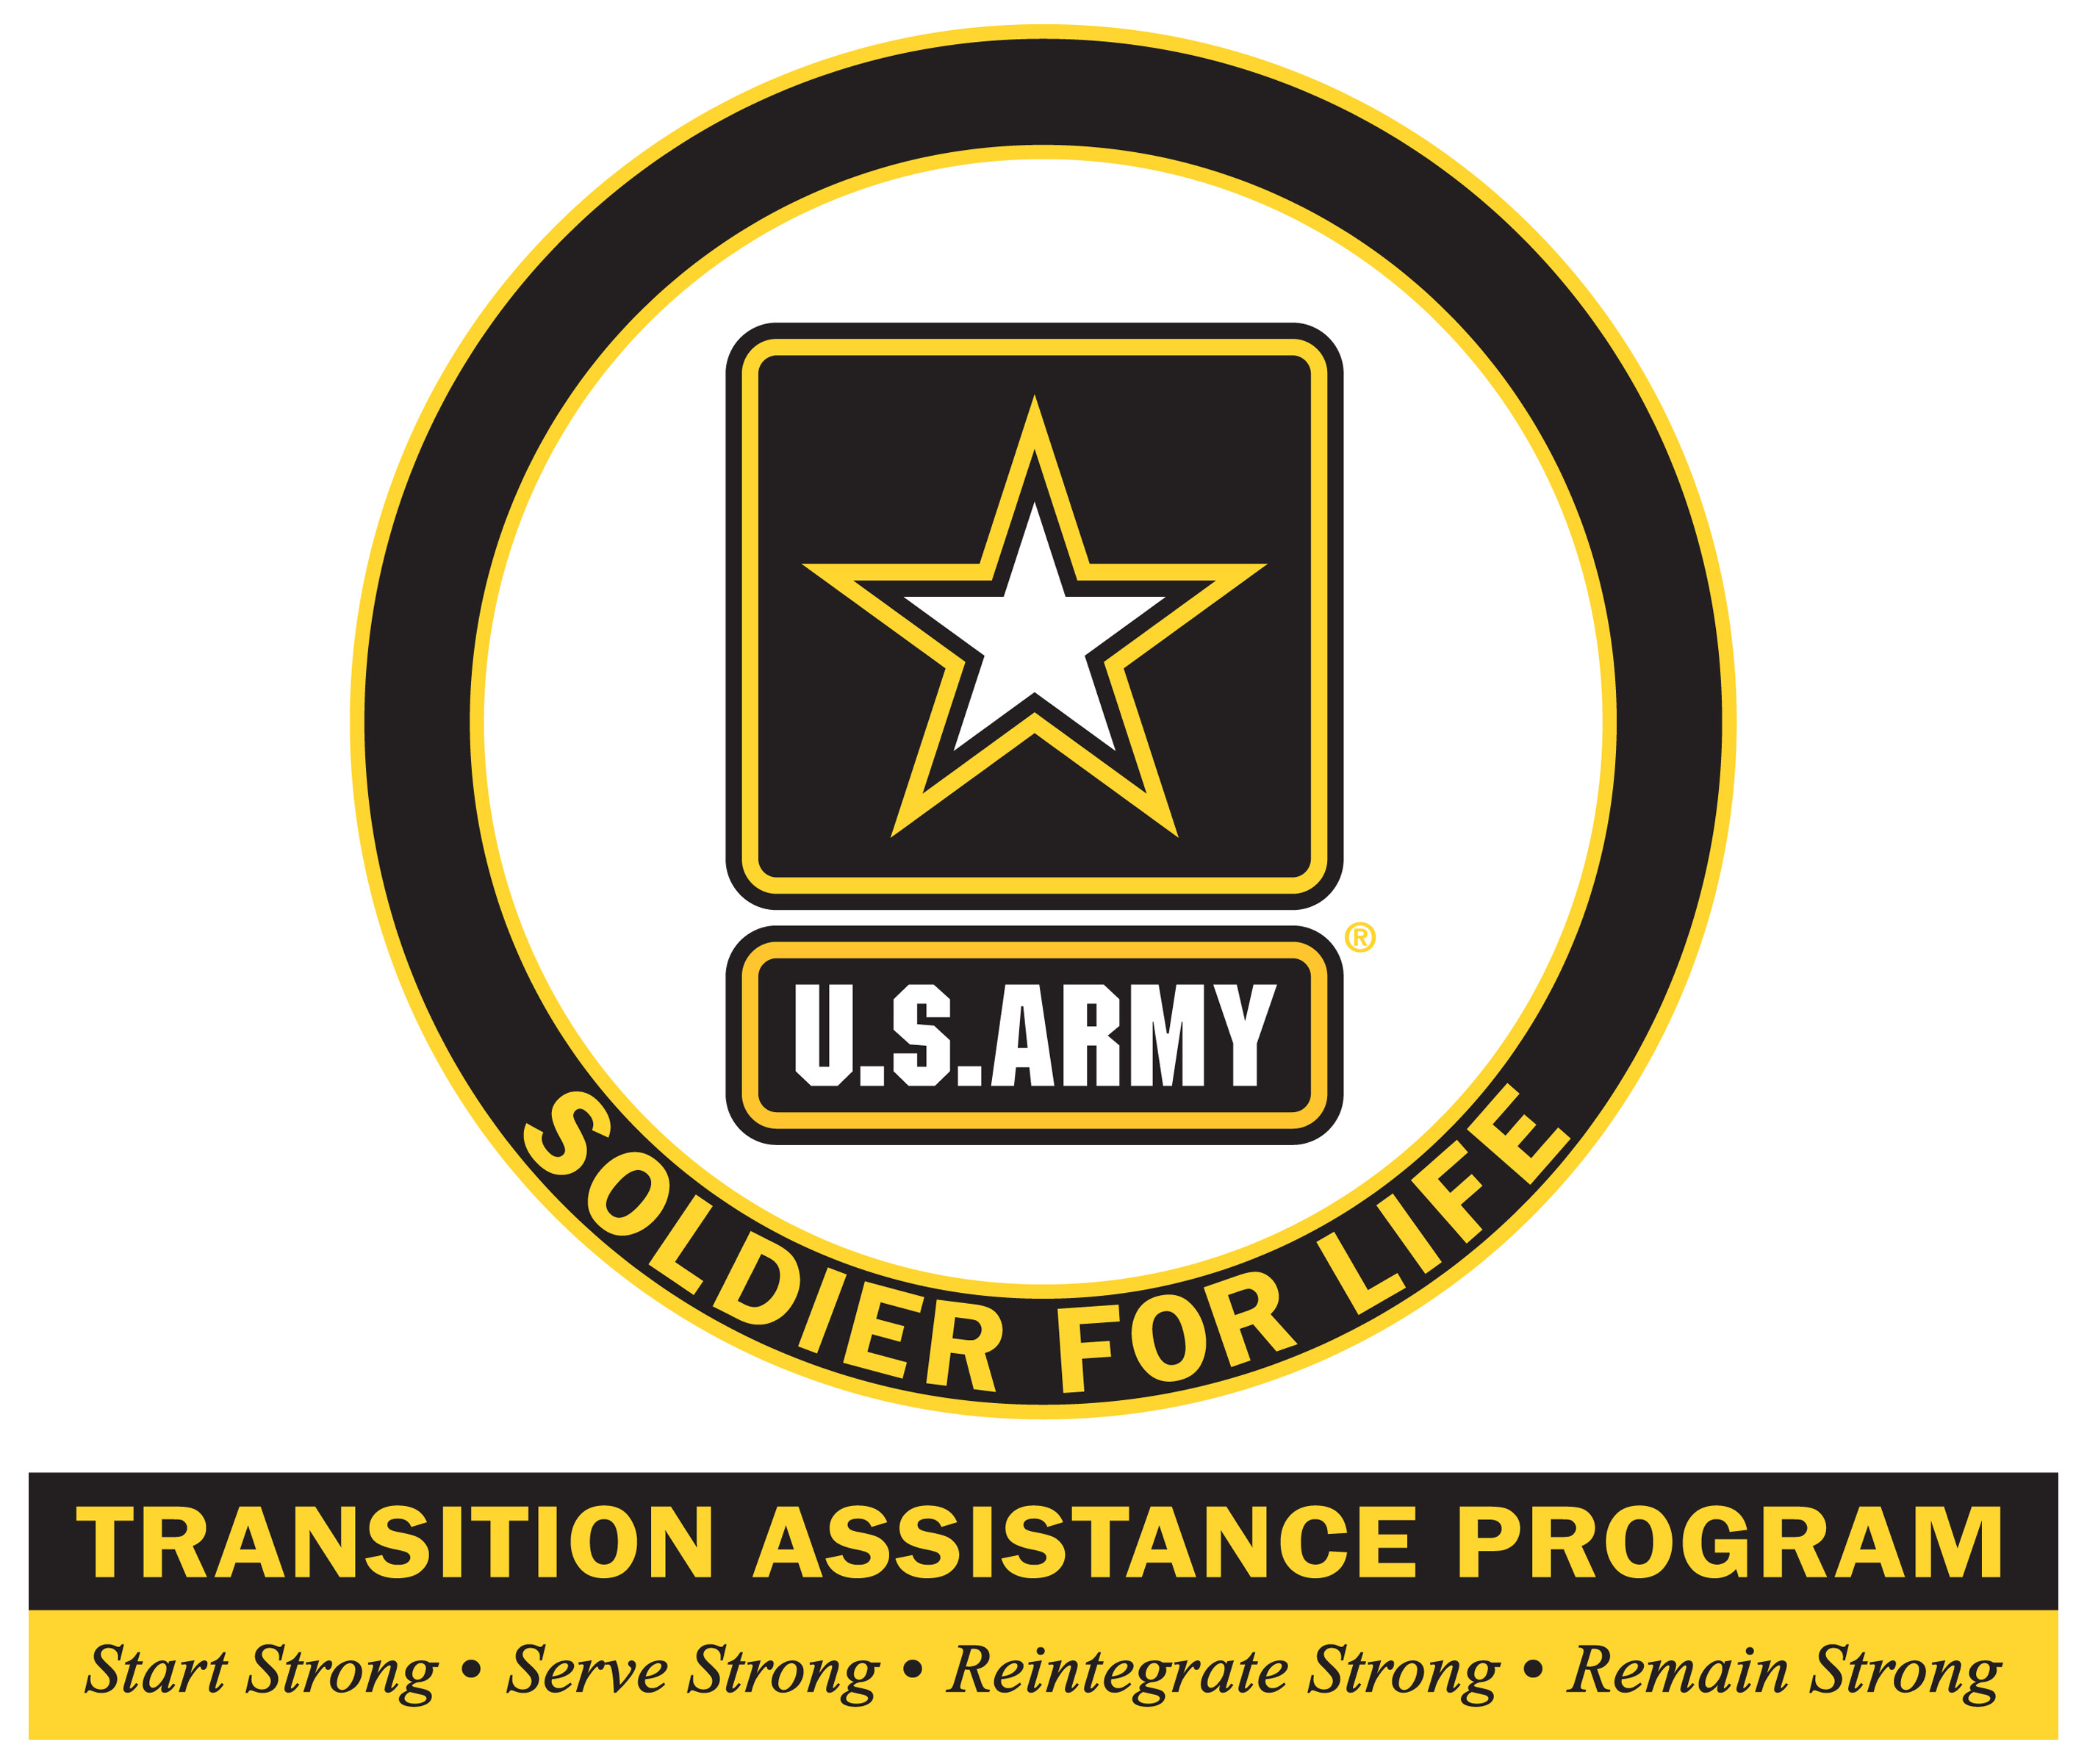 U.S.ARMY
®
SOLDIER FOR LIFE
TRANSITION ASSISTANCE PROGRAM
Start Strong • Serve Strong • Reintegrate Strong • Remain Strong